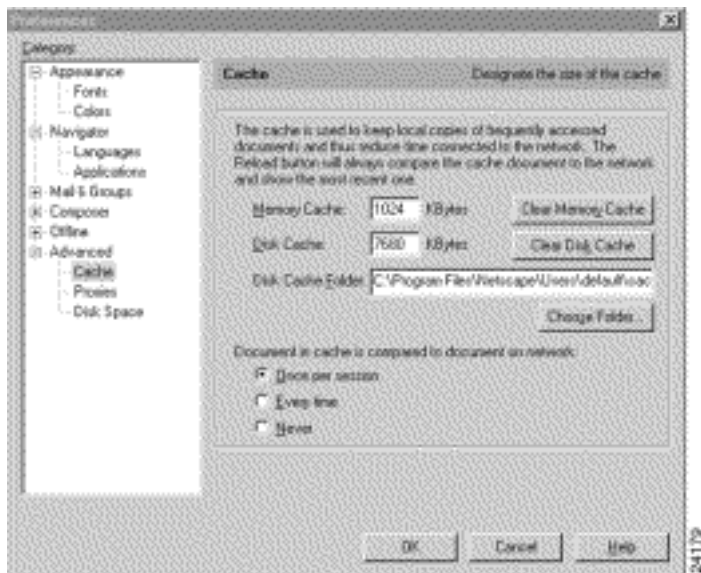 Preferences
Category:
Appearance
Fonts
Colors
Navigator
Languages
Applications
Mail & Groups
Composer
Offline
Advanced
Cache
Proxies
Disk Space
Cache
Designate the size of the cache
The cache is used to keep local copies of frequently accessed
documents and thus reduce time connected to the network. The
Reload button will always compare the cache document to the network
and show the most recent one.
Memory Cache: 1024 KBytes Clear Memory Cache
Disk Cache: 7680 KBytes Clear Disk Cache
Disk Cache Folder: C:\Program Files\Netscape\Users\default\cac
Choose Folder...
Document in cache is compared to document on network:
Once per session
Every time
Never
OK Cancel Help
24179